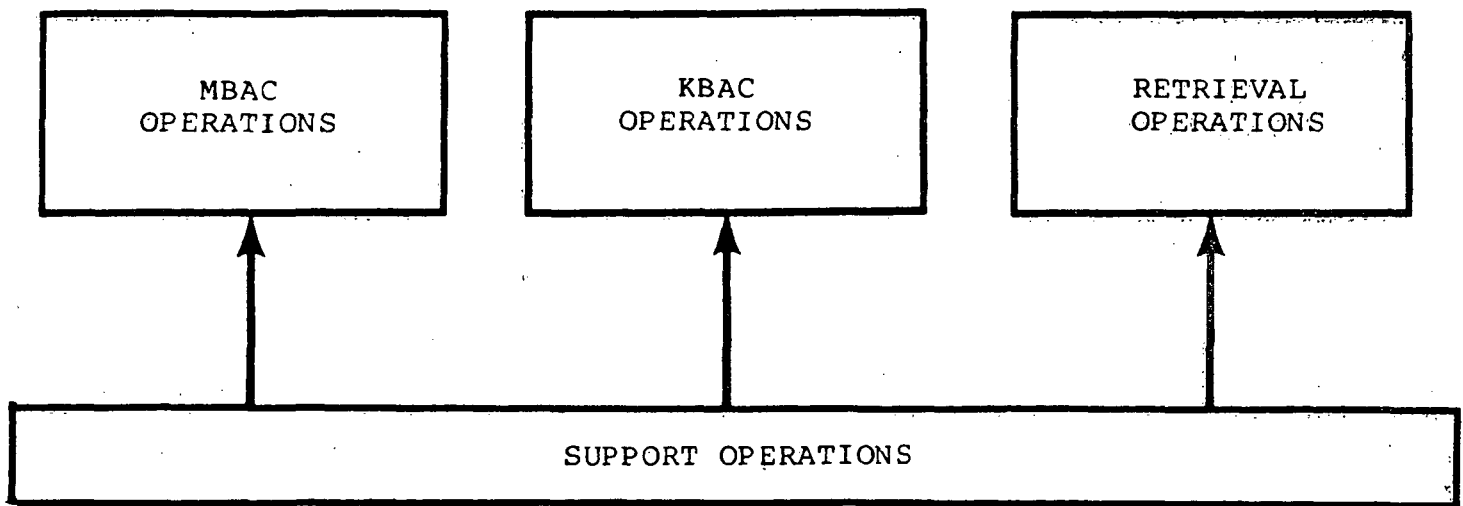 MBAC
OPERATIONS
KBAC
OPERATIONS
RETRIEVAL
OPERATIONS
SUPPORT OPERATIONS